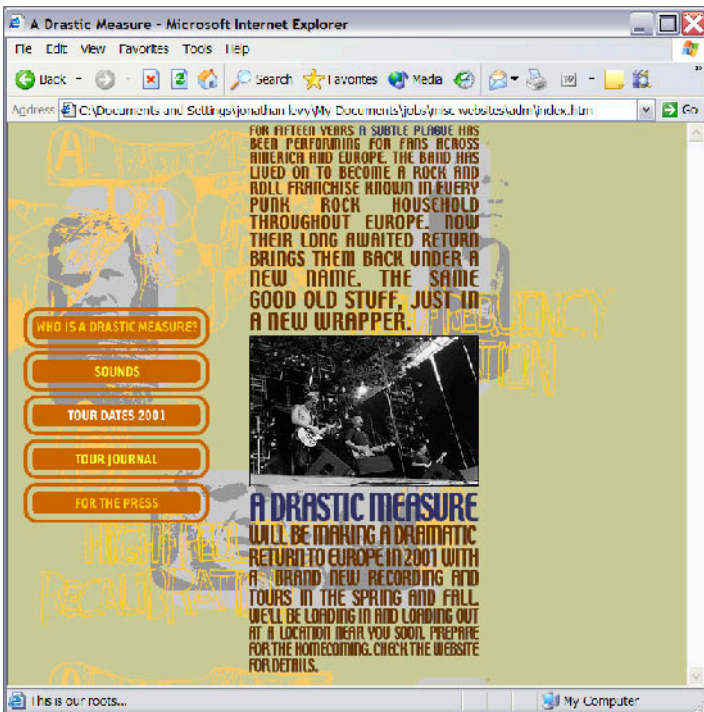 A Drastic Measure - Microsoft Internet Explorer
File Edit View Favorites Tools Help
Back Search Favorites Media
Address C:\Documents and Settings\jonathan levy\My Documents\jobs\misc websites\adm\index.htm Go
FOR FIFTEEN YEARS A SUBTLE PLAGUE HAS
BEEN PERFORMING FOR FANS ACROSS
AMERICA AND EUROPE. THE BAND HAS
LIVED ON TO BECOME A ROCK AND
ROLL FRANCHISE KNOWN IN EVERY
PUNK ROCK HOUSEHOLD
THROUGHOUT EUROPE. NOW
THEIR LONG AWAITED RETURN
BRINGS THEM BACK UNDER A
NEW NAME. THE SAME
GOOD OLD STUFF, JUST IN
A NEW WRAPPER.
WHO IS A DRASTIC MEASURE?
SOUNDS
TOUR DATES 2001
TOUR JOURNAL
FOR THE PRESS
A DRASTIC MEASURE
WILL BE MAKING A DRAMATIC
RETURN TO EUROPE IN 2001 WITH
A BRAND NEW RECORDING AND
TOURS IN THE SPRING AND FALL.
WE'LL BE LOADING IN AND LOADING OUT
AT A LOCATION NEAR YOU SOON. PREPARE
FOR THE HOMECOMING. CHECK THE WEBSITE
FOR DETAILS.
This is our roots...
My Computer